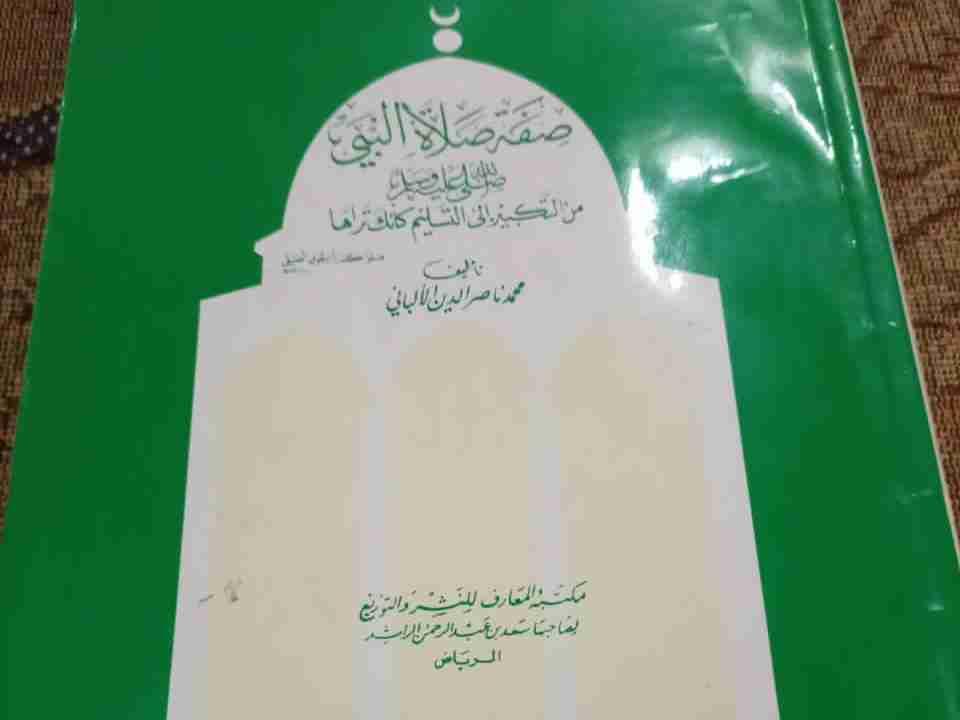 صفة صلاة النبي
صلى الله عليه وسلم
من التكبير إلى التسليم كأنك تراها
تأليف
محمد ناصر الدين الألباني
مكتبة المعارف للنشر والتوزيع
لصاحبها سعد بن عبد الرحمن الراشد
الرياض